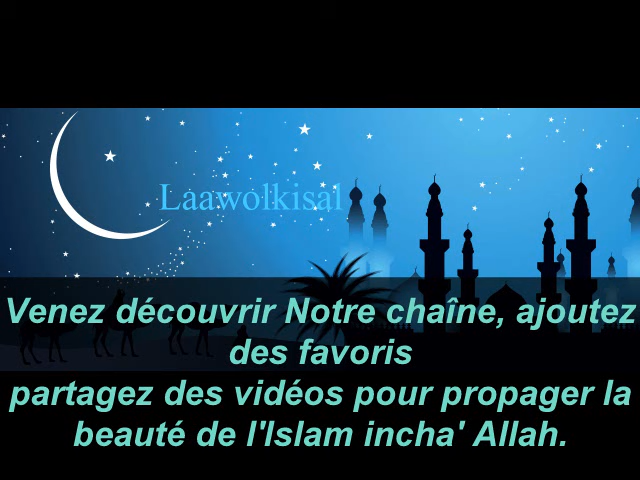 Laawolkisal
Venez découvrir Notre chaîne, ajoutez
des favoris
partagez des vidéos pour propager la
beauté de l'Islam incha' Allah.